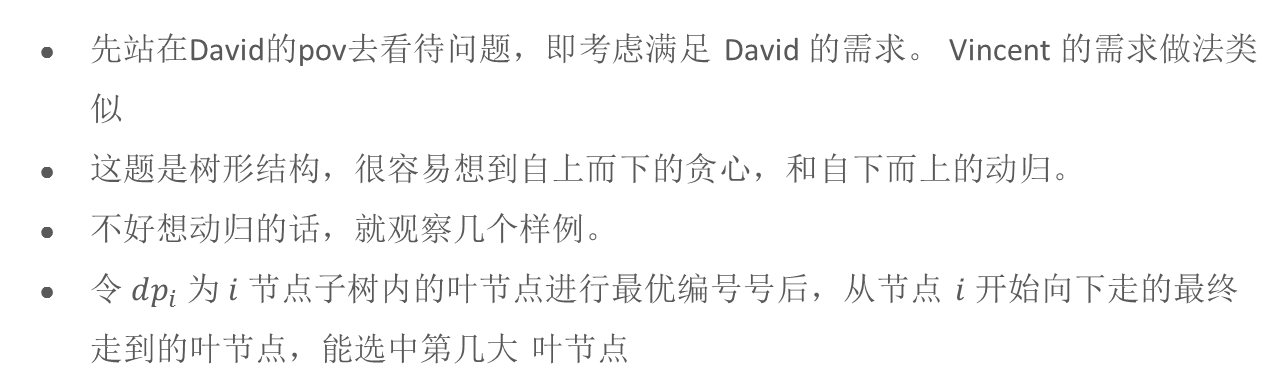 • 先站在David的pov去看待问题，即考虑满足 David 的需求。 Vincent 的需求做法类
似
• 这题是树形结构，很容易想到自上而下的贪心，和自下而上的动归。
• 不好想动归的话，就观察几个样例。
• 令 dpᵢ 为 i 节点子树内的叶节点进行最优编号号后，从节点 i 开始向下走的最终
走到的叶节点，能选中第几大 叶节点